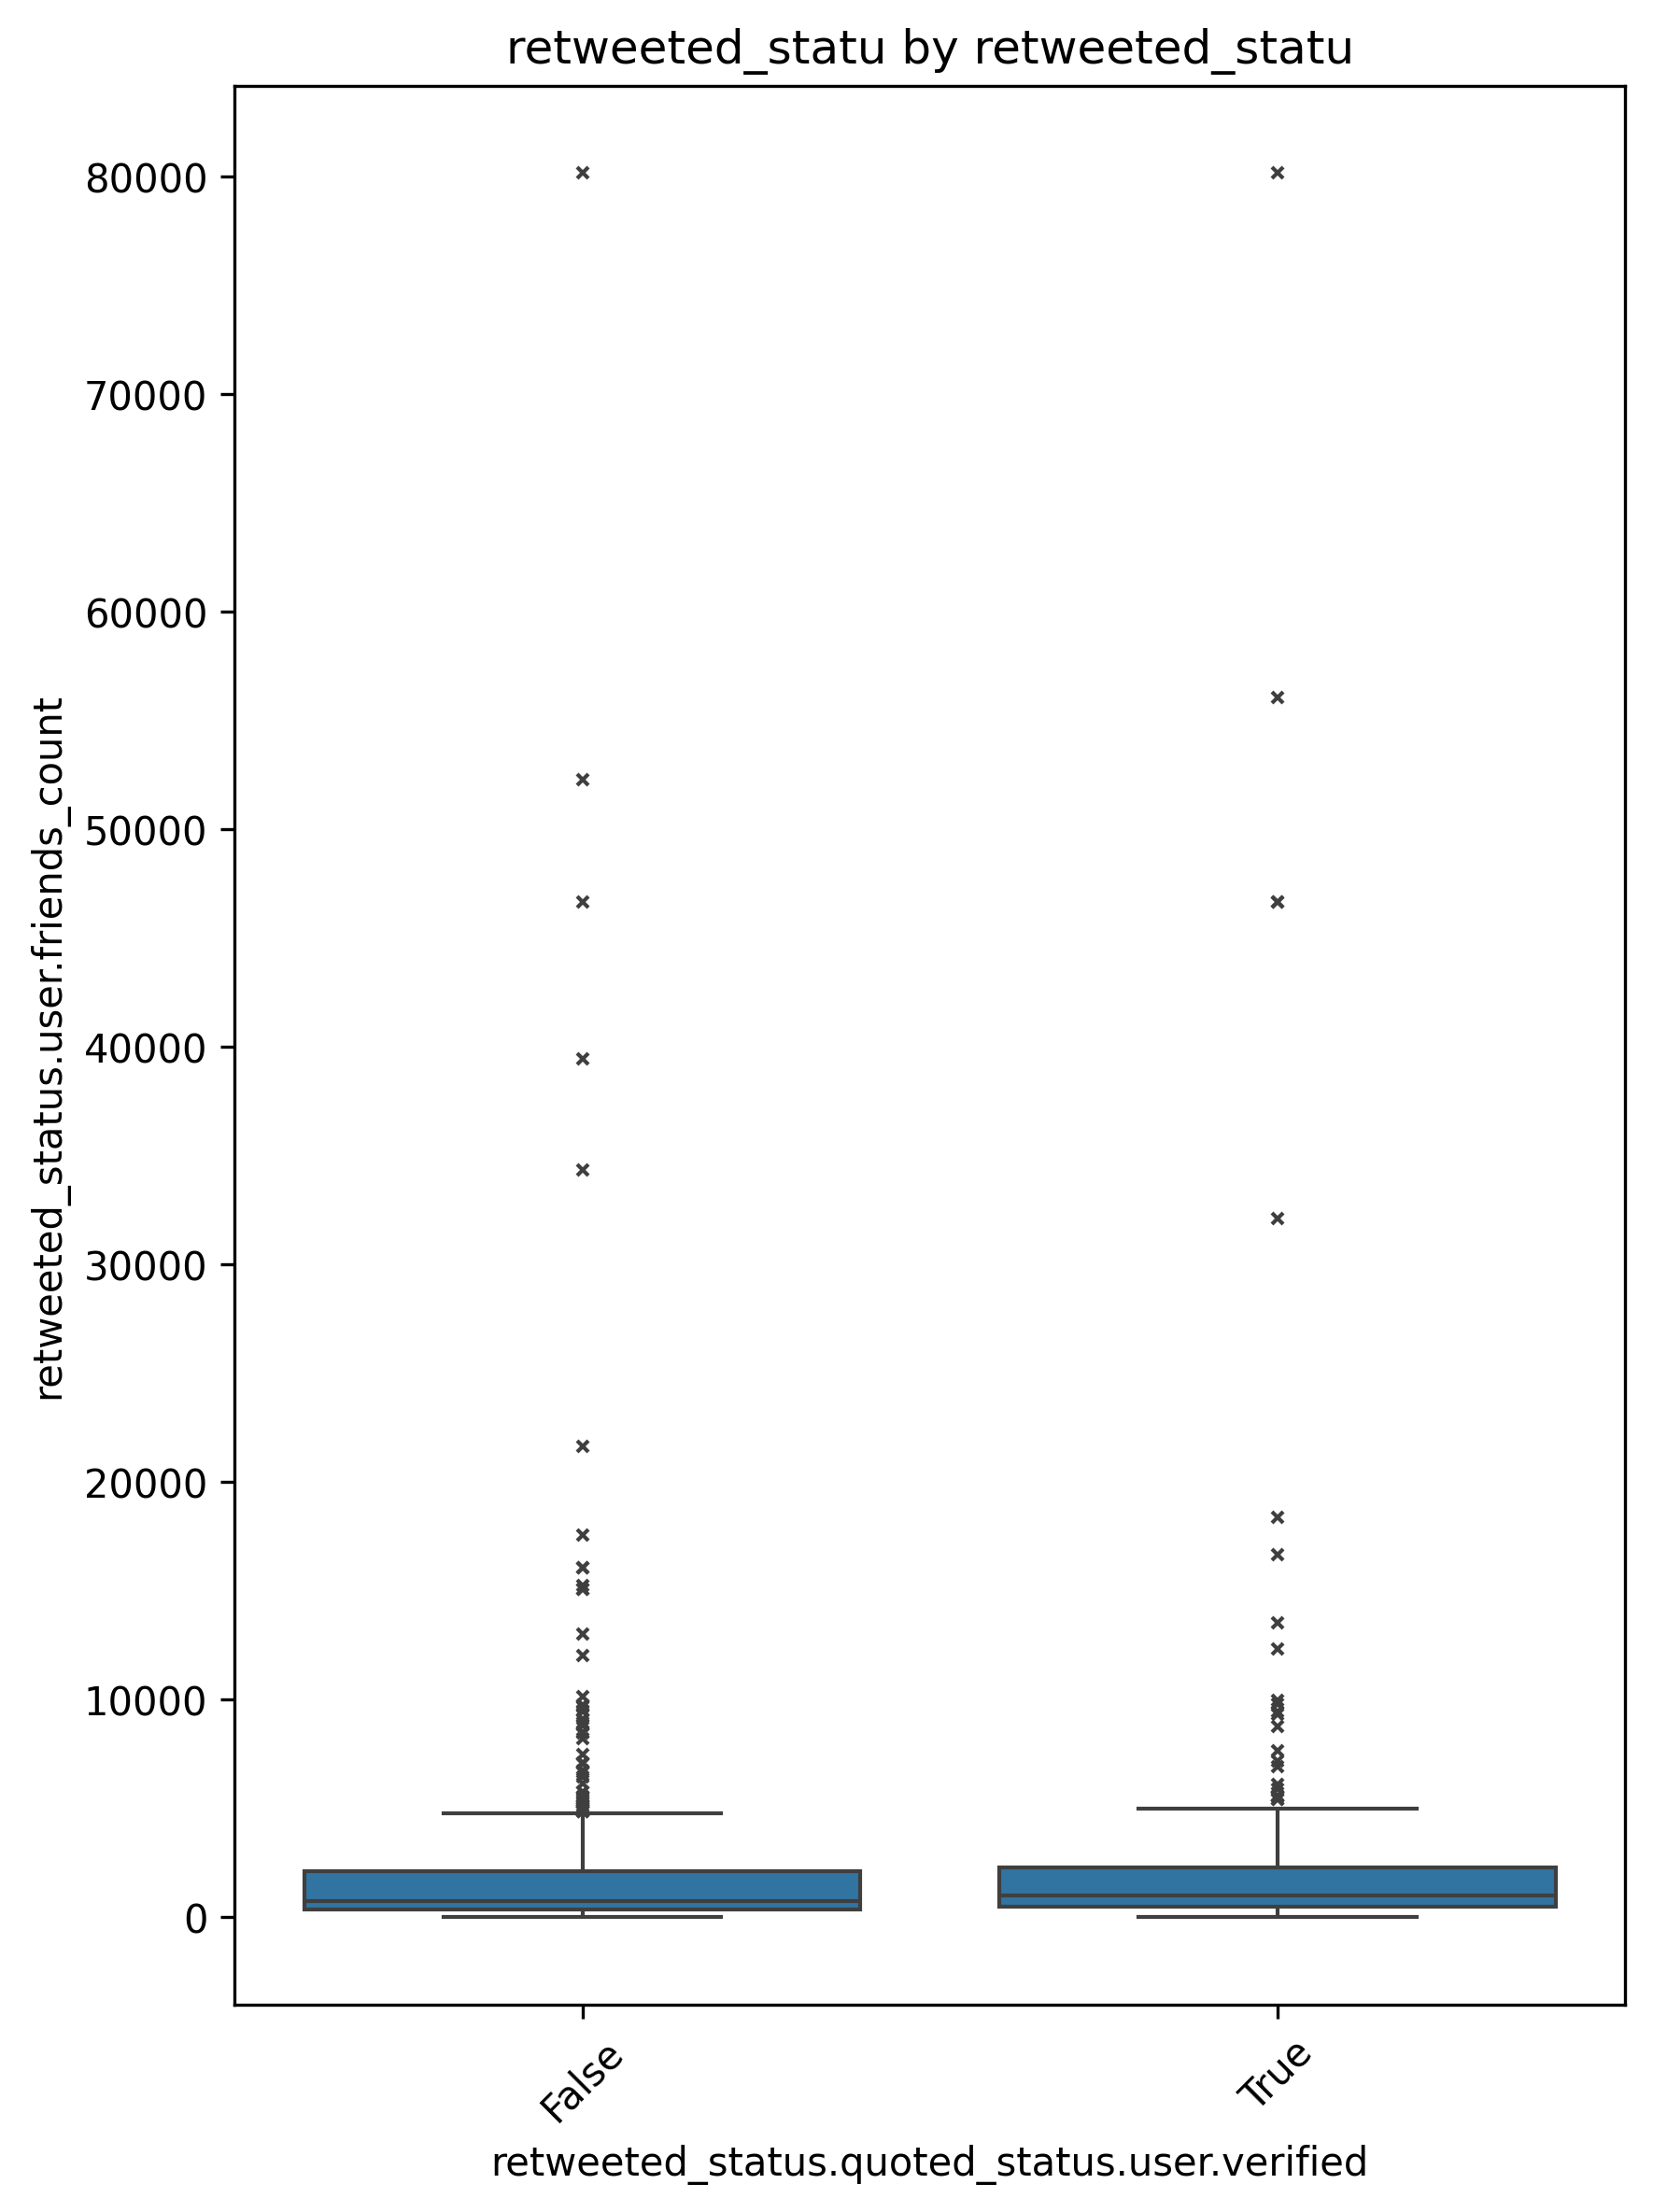 retweeted_statu by retweeted_statu
retweeted_status.user.friends_count
80000
70000
60000
50000
40000
30000
20000
10000
0
False
True
retweeted_status.quoted_status.user.verified